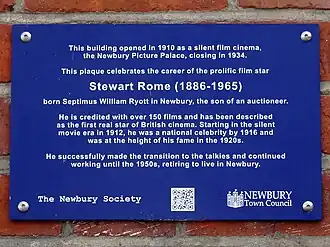 This building opened in 1910 as a silent film cinema,
the Newbury Picture Palace, closing in 1934.
This plaque celebrates the career of the prolific film star
Stewart Rome (1886-1965)
born Septimus William Ryott in Newbury, the son of an auctioneer.
He is credited with over 150 films and has been described
as the first real star of British cinema. Starting in the silent
movie era in 1912, he was a national celebrity by 1916 and
was at the height of his fame in the 1920s.
He successfully made the transition to the talkies and continued
working until the 1950s, retiring to live in Newbury.
The Newbury Society
NEWBURY
Town Council